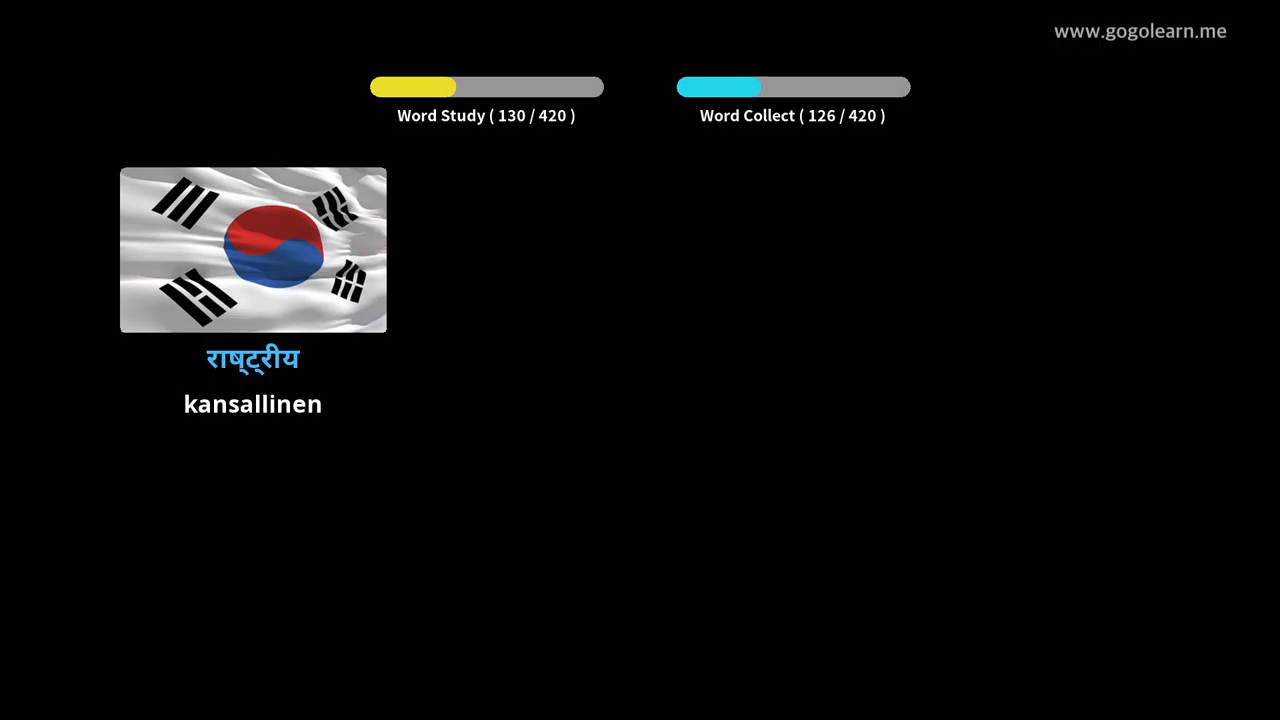 www.gogolearn.me
Word Study ( 130 / 420 )
Word Collect ( 126 / 420 )
राष्ट्रीय
kansallinen